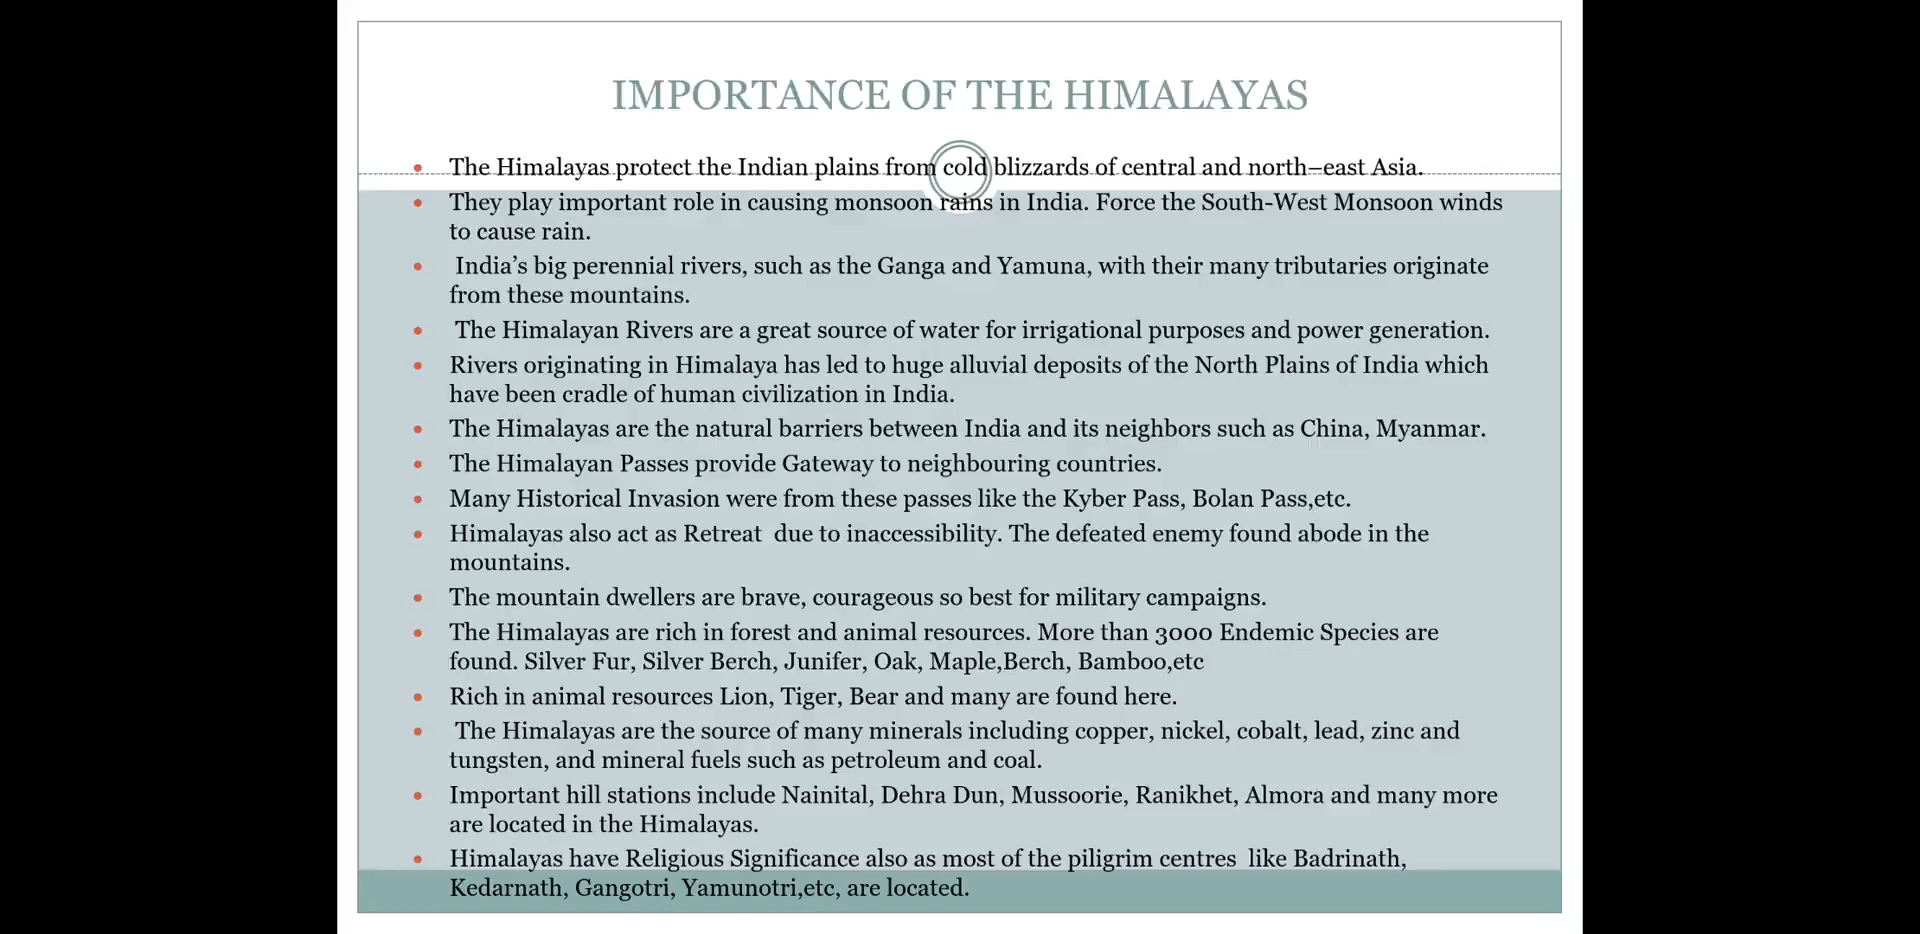 IMPORTANCE OF THE HIMALAYAS
The Himalayas protect the Indian plains from cold blizzards of central and north–east Asia.
They play important role in causing monsoon rains in India. Force the South-West Monsoon winds
to cause rain.
India’s big perennial rivers, such as the Ganga and Yamuna, with their many tributaries originate
from these mountains.
The Himalayan Rivers are a great source of water for irrigational purposes and power generation.
Rivers originating in Himalaya has led to huge alluvial deposits of the North Plains of India which
have been cradle of human civilization in India.
The Himalayas are the natural barriers between India and its neighbors such as China, Myanmar.
The Himalayan Passes provide Gateway to neighbouring countries.
Many Historical Invasion were from these passes like the Kyber Pass, Bolan Pass,etc.
Himalayas also act as Retreat  due to inaccessibility. The defeated enemy found abode in the
mountains.
The mountain dwellers are brave, courageous so best for military campaigns.
The Himalayas are rich in forest and animal resources. More than 3000 Endemic Species are
found. Silver Fur, Silver Berch, Junifer, Oak, Maple,Berch, Bamboo,etc
Rich in animal resources Lion, Tiger, Bear and many are found here.
The Himalayas are the source of many minerals including copper, nickel, cobalt, lead, zinc and
tungsten, and mineral fuels such as petroleum and coal.
Important hill stations include Nainital, Dehra Dun, Mussoorie, Ranikhet, Almora and many more
are located in the Himalayas.
Himalayas have Religious Significance also as most of the piligrim centres  like Badrinath,
Kedarnath, Gangotri, Yamunotri,etc, are located.